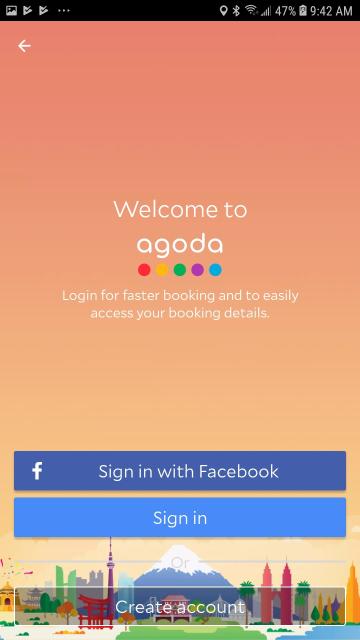 47% 9:42 AM
Welcome to
agoda
Login for faster booking and to easily
access your booking details.
f Sign in with Facebook
Sign in
Or
Create account